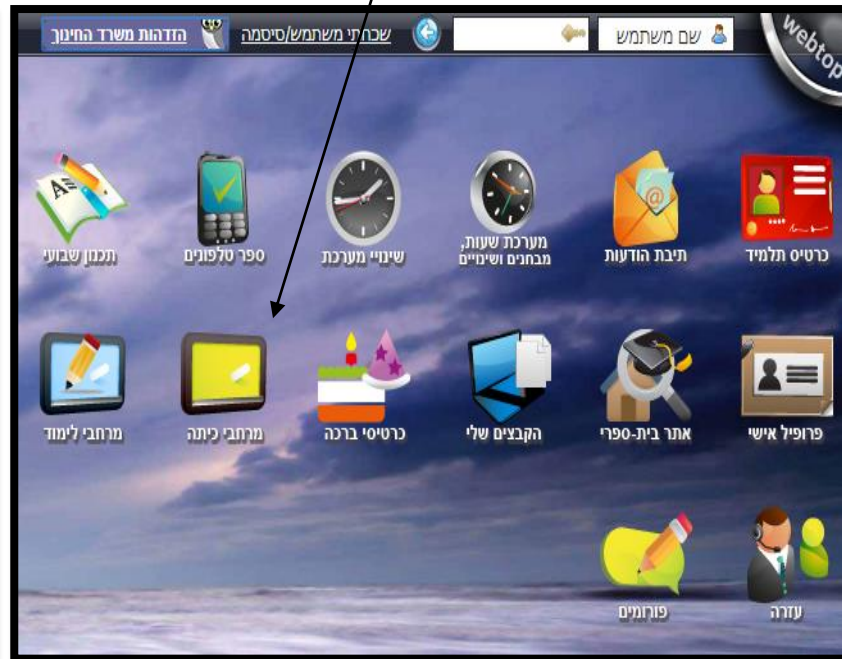 webtop
שם משתמש
שכחתי משתמש/סיסמה
הזדהות משרד החינוך
כרטיס תלמיד
תיבת הודעות
מערכת שעות,
מבחנים ושינויים
שינויי מערכת
ספר טלפונים
תכנון שבועי
פרופיל אישי
אתר בית-ספרי
הקבצים שלי
כרטיסי ברכה
מרחבי כיתה
מרחבי לימוד
עזרה
פורומים